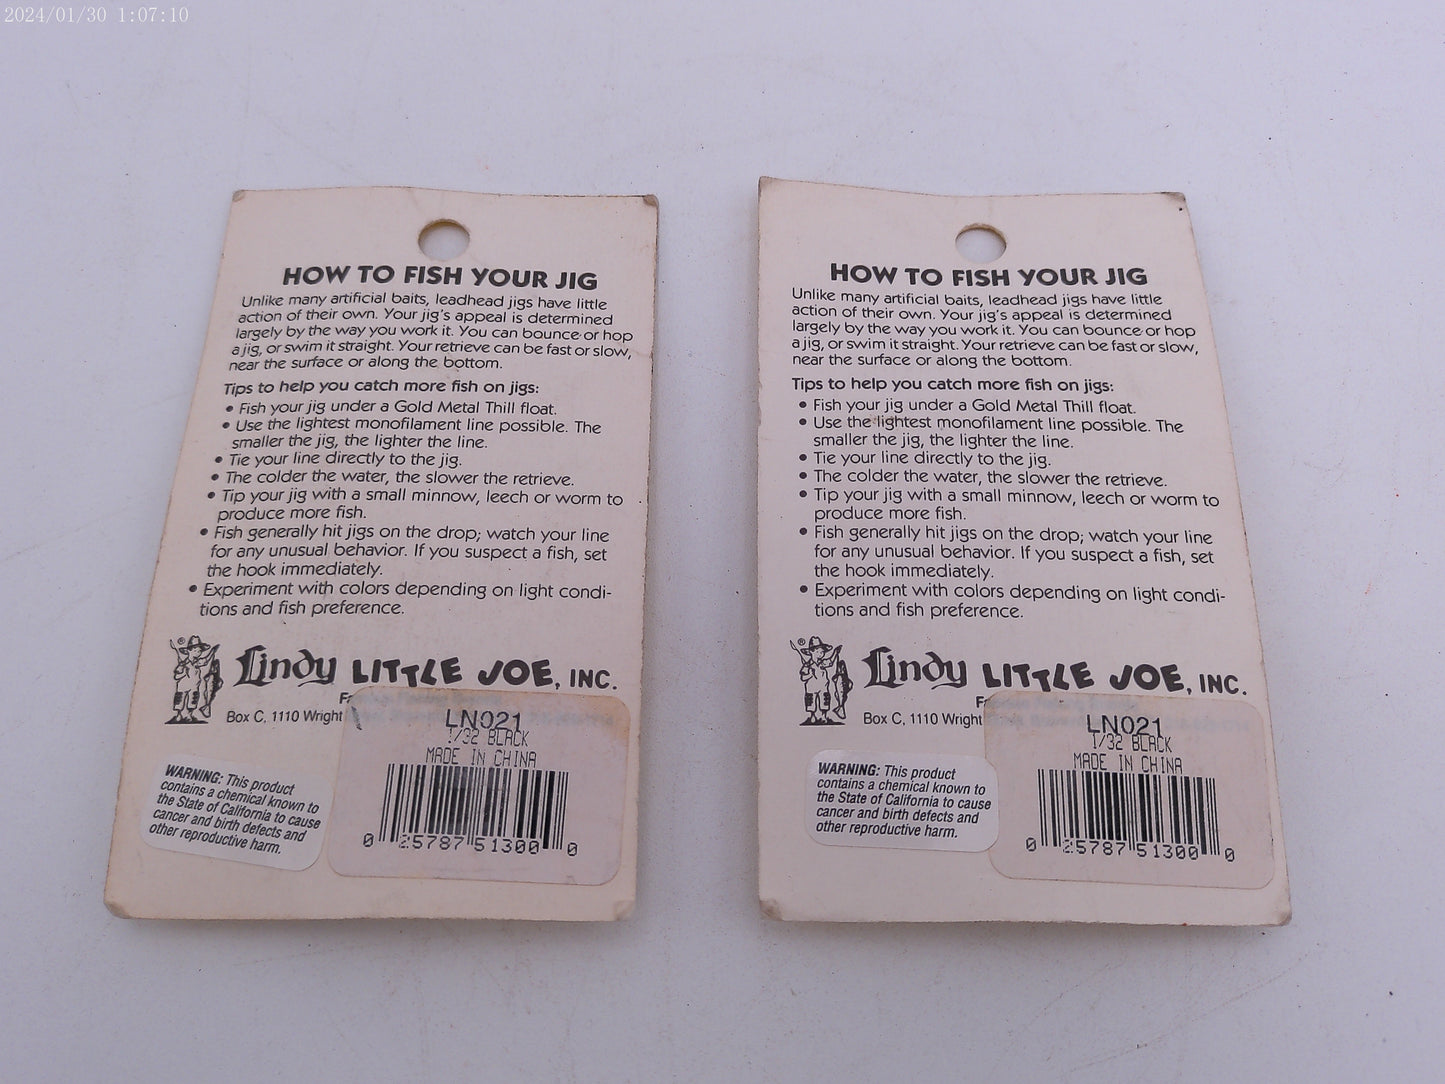 2024/01/30 1:07:10
HOW TO FISH YOUR JIG
Unlike many artificial baits, leadhead jigs have little
action of their own. Your jig's appeal is determined
largely by the way you work it. You can bounce or hop
a jig, or swim it straight. Your retrieve can be fast or slow,
near the surface or along the bottom.
Tips to help you catch more fish on jigs:
• Fish your jig under a Gold Metal Thill float.
• Use the lightest monofilament line possible. The
smaller the jig, the lighter the line.
• Tie your line directly to the jig.
• The colder the water, the slower the retrieve.
• Tip your jig with a small minnow, leech or worm to
produce more fish.
• Fish generally hit jigs on the drop; watch your line
for any unusual behavior. If you suspect a fish, set
the hook immediately.
• Experiment with colors depending on light condi-
tions and fish preference.
®
Lindy LITTLE JOE, INC.
Box C, 1110 Wright
LN021
1/32 BLACK
MADE IN CHINA
0 25787 51300 0
WARNING: This product
contains a chemical known to
the State of California to cause
cancer and birth defects and
other reproductive harm.
HOW TO FISH YOUR JIG
Unlike many artificial baits, leadhead jigs have little
action of their own. Your jig's appeal is determined
largely by the way you work it. You can bounce or hop
a jig, or swim it straight. Your retrieve can be fast or slow,
near the surface or along the bottom.
Tips to help you catch more fish on jigs:
• Fish your jig under a Gold Metal Thill float.
• Use the lightest monofilament line possible. The
smaller the jig, the lighter the line.
• Tie your line directly to the jig.
• The colder the water, the slower the retrieve.
• Tip your jig with a small minnow, leech or worm to
produce more fish.
• Fish generally hit jigs on the drop; watch your line
for any unusual behavior. If you suspect a fish, set
the hook immediately.
• Experiment with colors depending on light condi-
tions and fish preference.
®
Lindy LITTLE JOE, INC.
Box C, 1110 Wright
LN021
1/32 BLACK
MADE IN CHINA
0 25787 51300 0
WARNING: This product
contains a chemical known to
the State of California to cause
cancer and birth defects and
other reproductive harm.